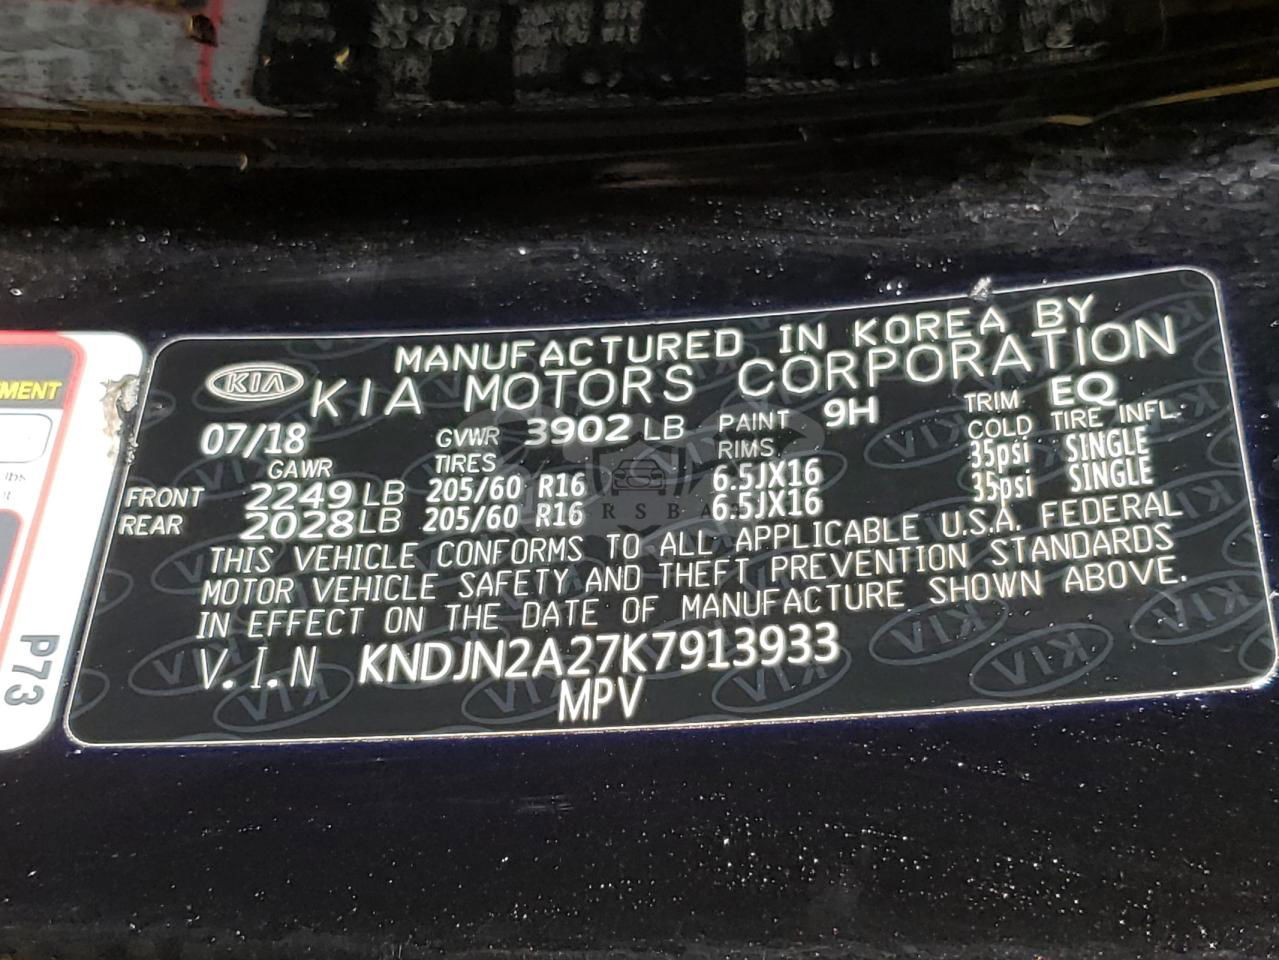 MANUFACTURED IN KOREA BY
KIA KIA MOTORS CORPORATION
07/18 GVWR 3902 LB PAINT 9H TRIM EQ
GAWR TIRES RIMS COLD TIRE INFL.
FRONT 2249 LB 205/60 R16 6.5JX16 35psi SINGLE
REAR 2028 LB 205/60 R16 6.5JX16 35psi SINGLE
THIS VEHICLE CONFORMS TO ALL APPLICABLE U.S.A. FEDERAL
MOTOR VEHICLE SAFETY AND THEFT PREVENTION STANDARDS
IN EFFECT ON THE DATE OF MANUFACTURE SHOWN ABOVE.
V.I.N KNDJN2A27K7913933
MPV
P73